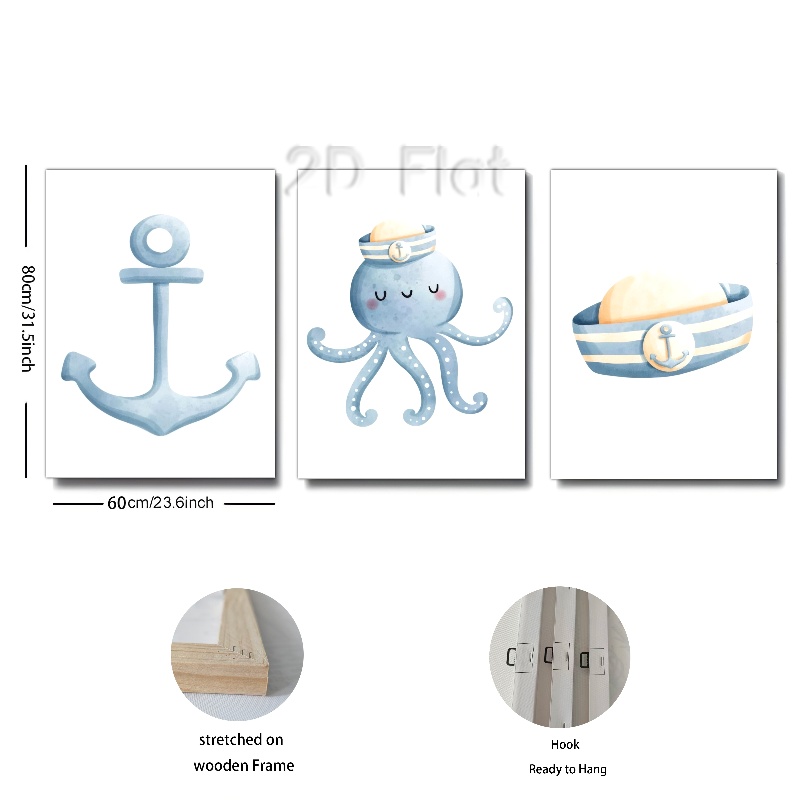 2D Flat
80cm/31.5inch
60cm/23.6inch
stretched on
wooden Frame
Hook
Ready to Hang